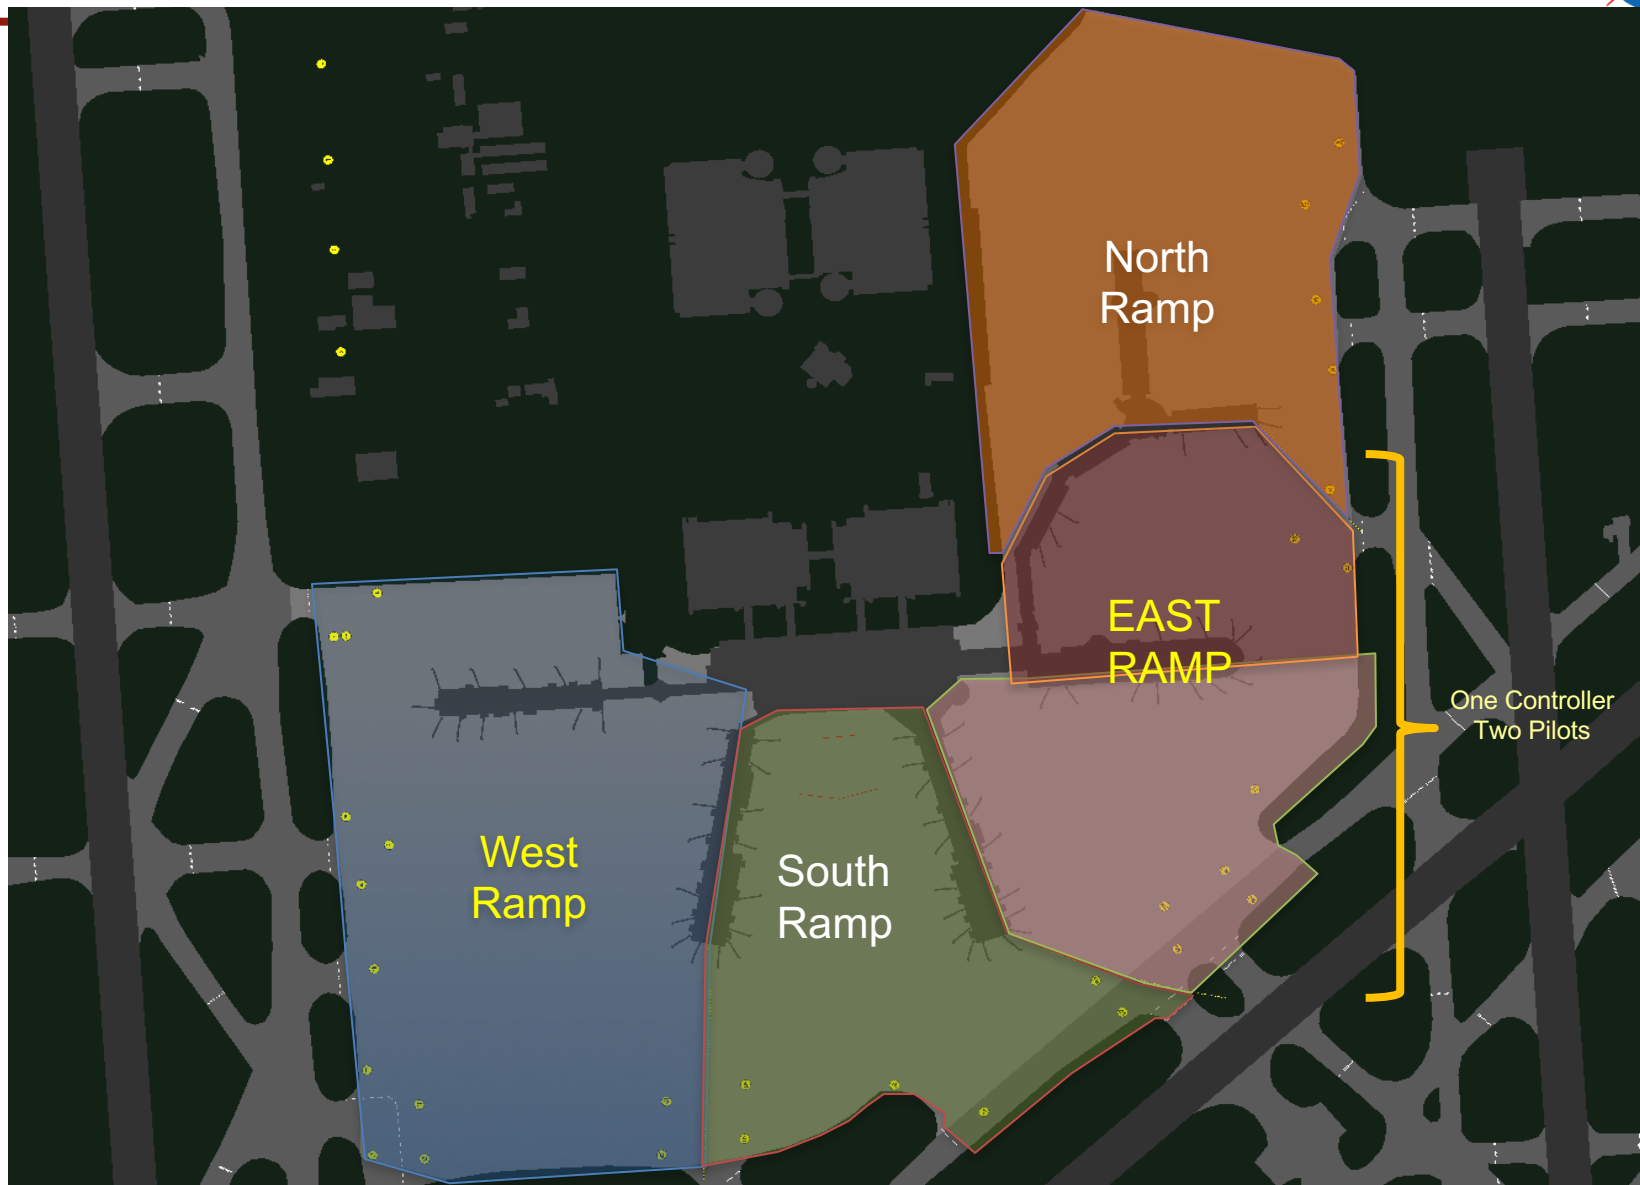 North
Ramp
EAST
RAMP
One Controller
Two Pilots
West
Ramp
South
Ramp